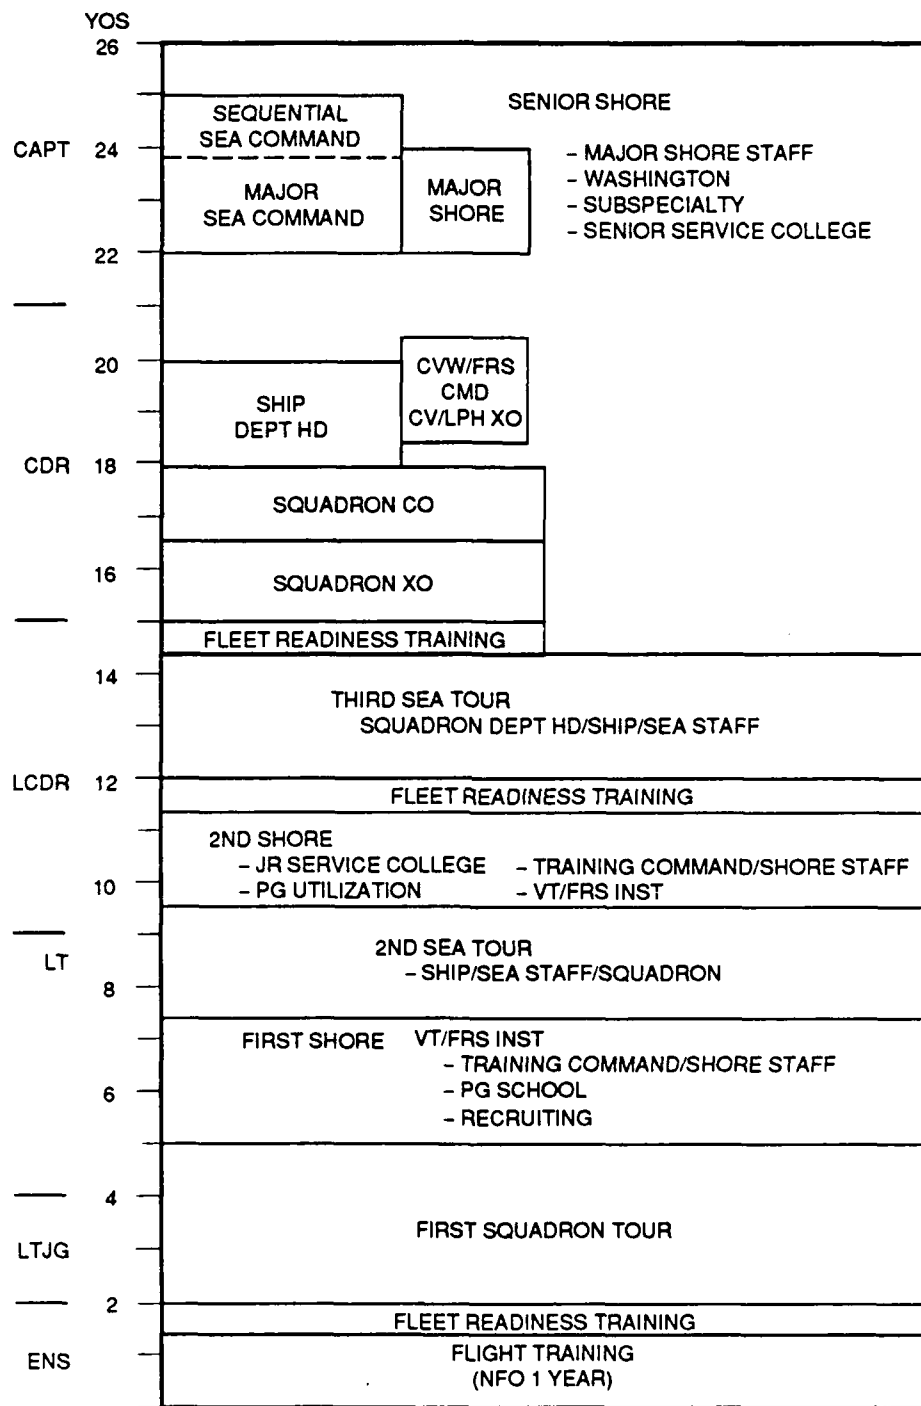 YOS
26
SENIOR SHORE
SEQUENTIAL
SEA COMMAND
CAPT
24
– MAJOR SHORE STAFF
– WASHINGTON
– SUBSPECIALTY
– SENIOR SERVICE COLLEGE
MAJOR
SEA COMMAND
MAJOR
SHORE
22
20
CVW/FRS
CMD
CV/LPH XO
SHIP
DEPT HD
CDR
18
SQUADRON CO
16
SQUADRON XO
FLEET READINESS TRAINING
14
THIRD SEA TOUR
SQUADRON DEPT HD/SHIP/SEA STAFF
LCDR
12
FLEET READINESS TRAINING
2ND SHORE
– JR SERVICE COLLEGE
– TRAINING COMMAND/SHORE STAFF
10
– PG UTILIZATION
– VT/FRS INST
LT
2ND SEA TOUR
– SHIP/SEA STAFF/SQUADRON
8
FIRST SHORE
VT/FRS INST
– TRAINING COMMAND/SHORE STAFF
6
– PG SCHOOL
– RECRUITING
4
FIRST SQUADRON TOUR
LTJG
2
FLEET READINESS TRAINING
ENS
FLIGHT TRAINING
(NFO 1 YEAR)